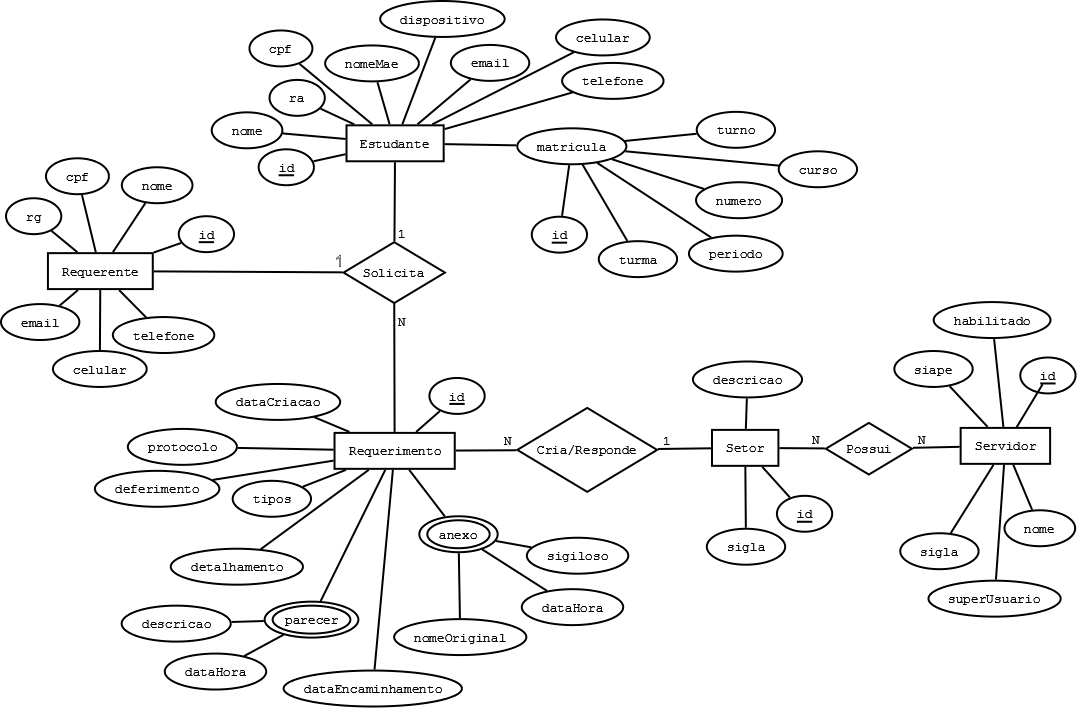 dispositivo
celular
cpf
nomeMae
email
telefone
ra
nome
Estudante
turno
matricula
curso
id
cpf
nome
numero
rg
id
id
periodo
turma
Requerente
1
1
Solicita
email
telefone
N
habilitado
celular
siape
id
descricao
dataCriacao
id
protocolo
Requerimento
N
Cria/Responde
1
Setor
N
Possui
N
Servidor
deferimento
tipos
id
nome
anexo
sigla
sigla
sigiloso
detalhamento
superUsuario
dataHora
parecer
descricao
nomeOriginal
dataHora
dataEncaminhamento